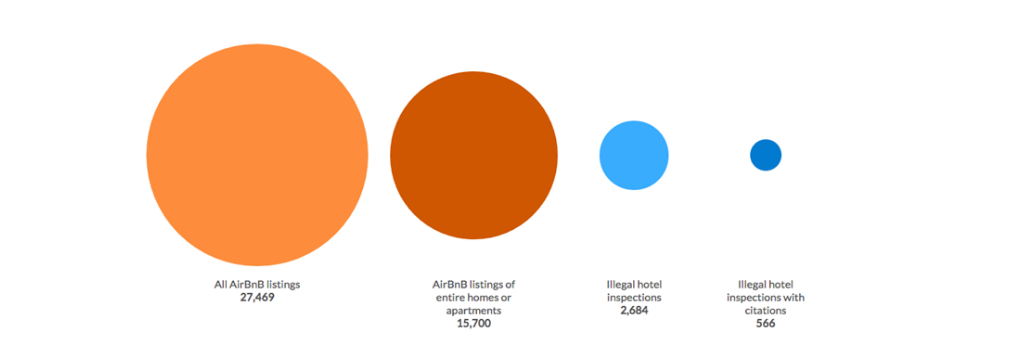 All AirBnB listings
27,469
AirBnB listings of
entire homes or
apartments
15,700
Illegal hotel
inspections
2,684
Illegal hotel
inspections with
citations
566